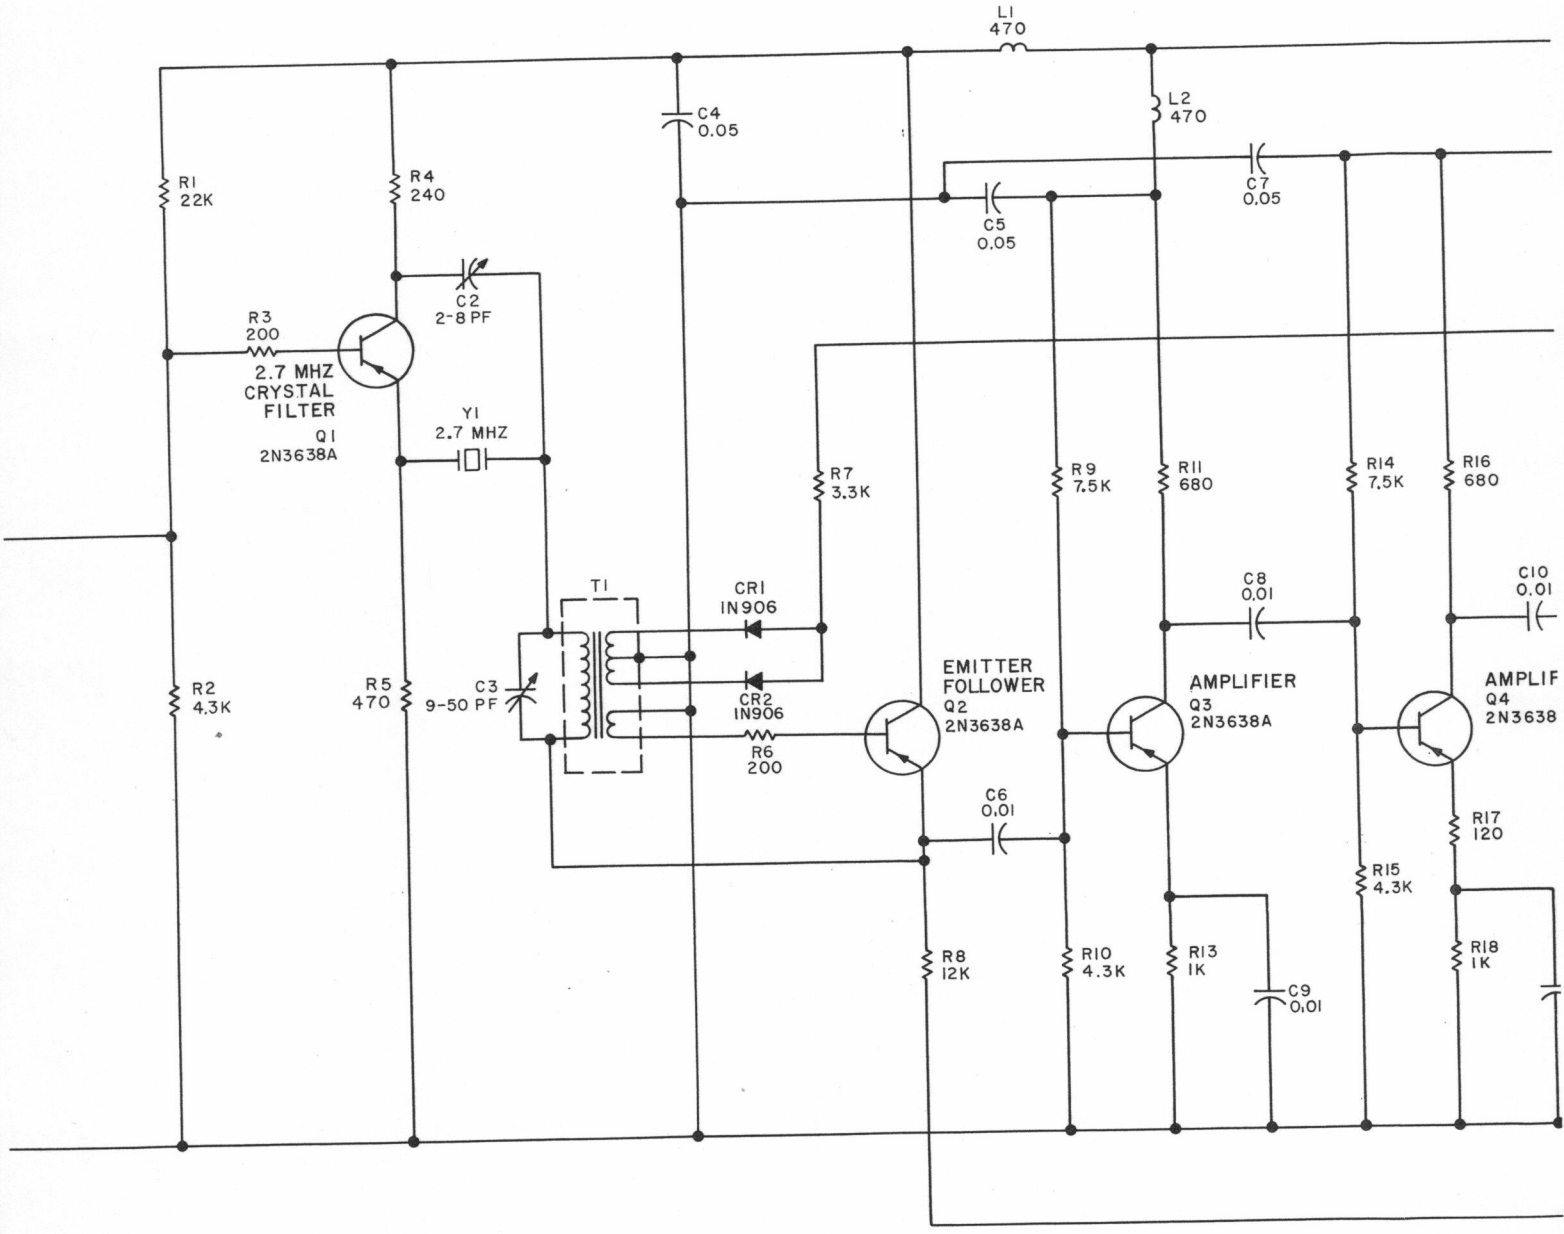 L1
470
L2
470
C4
0.05
C7
0.05
C5
0.05
R1
22K
R4
240
C2
2-8 PF
R3
200
2.7 MHZ
CRYSTAL
FILTER
Q1
2N3638A
Y1
2.7 MHZ
R7
3.3K
R9
7.5K
R11
680
R14
7.5K
R16
680
T1
CR1
1N906
C8
0.01
C10
0.01
R2
4.3K
R5
470
C3
9-50 PF
CR2
1N906
R6
200
EMITTER
FOLLOWER
Q2
2N3638A
AMPLIFIER
Q3
2N3638A
AMPLIF
Q4
2N3638
C6
0.01
R17
120
R15
4.3K
R8
12K
R10
4.3K
R13
1K
C9
0.01
R18
1K